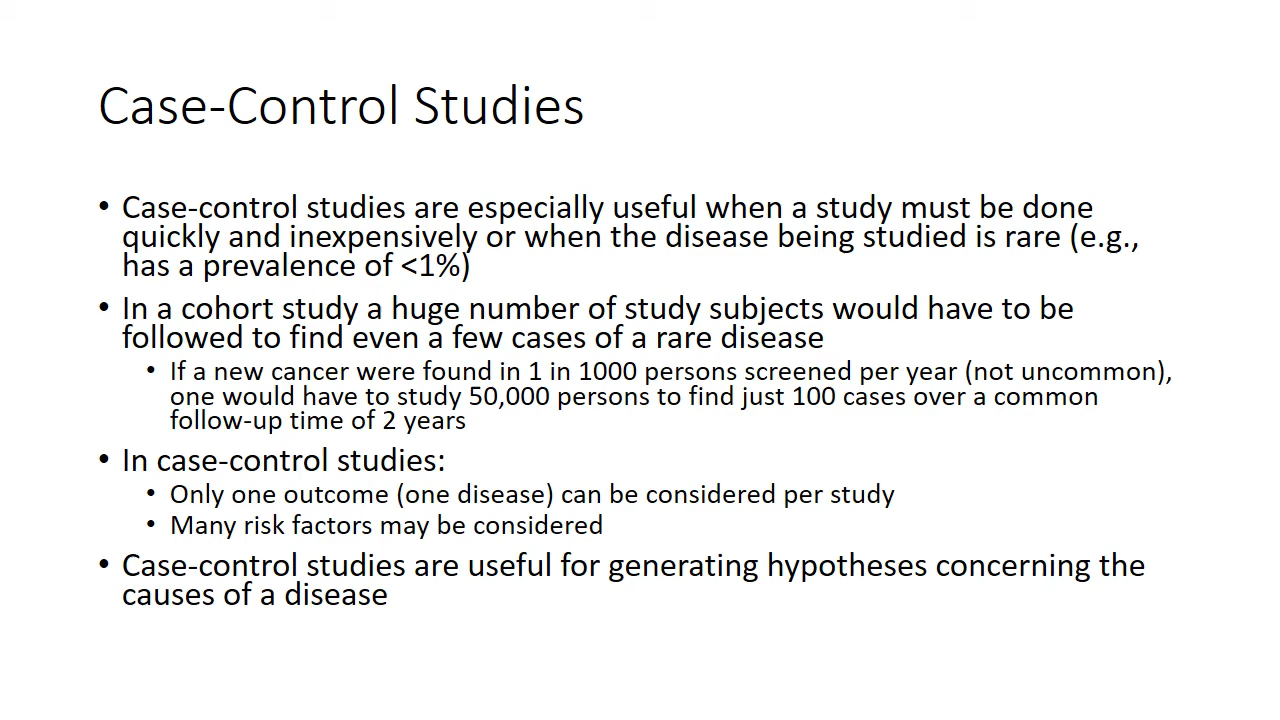 Case-Control Studies
• Case-control studies are especially useful when a study must be done
quickly and inexpensively or when the disease being studied is rare (e.g.,
has a prevalence of <1%)
• In a cohort study a huge number of study subjects would have to be
followed to find even a few cases of a rare disease
• If a new cancer were found in 1 in 1000 persons screened per year (not uncommon),
one would have to study 50,000 persons to find just 100 cases over a common
follow-up time of 2 years
• In case-control studies:
• Only one outcome (one disease) can be considered per study
• Many risk factors may be considered
• Case-control studies are useful for generating hypotheses concerning the
causes of a disease